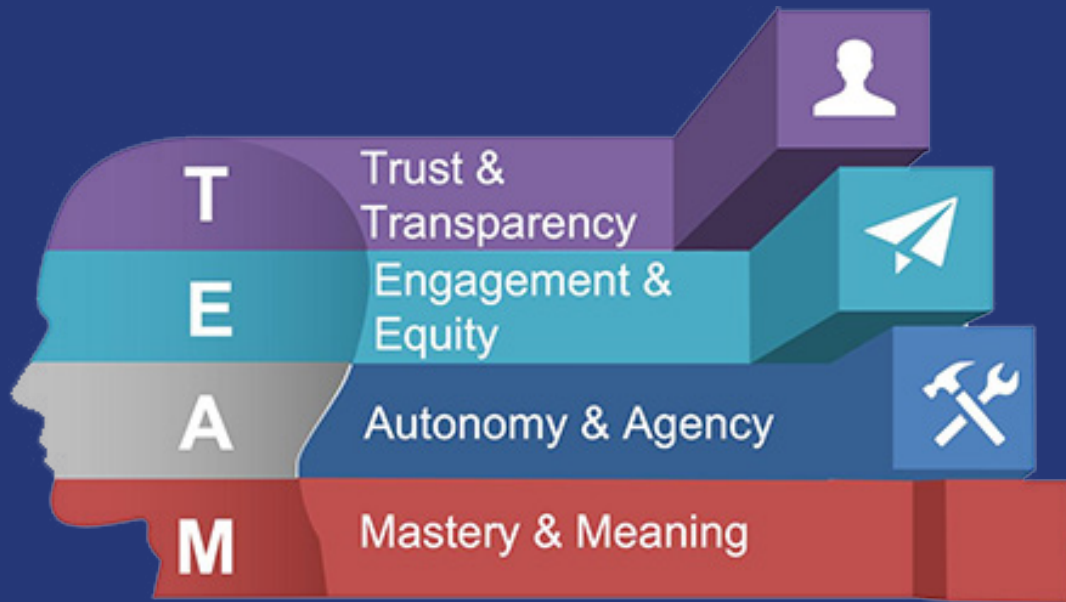 T
Trust &
Transparency
E
Engagement &
Equity
A
Autonomy & Agency
M
Mastery & Meaning